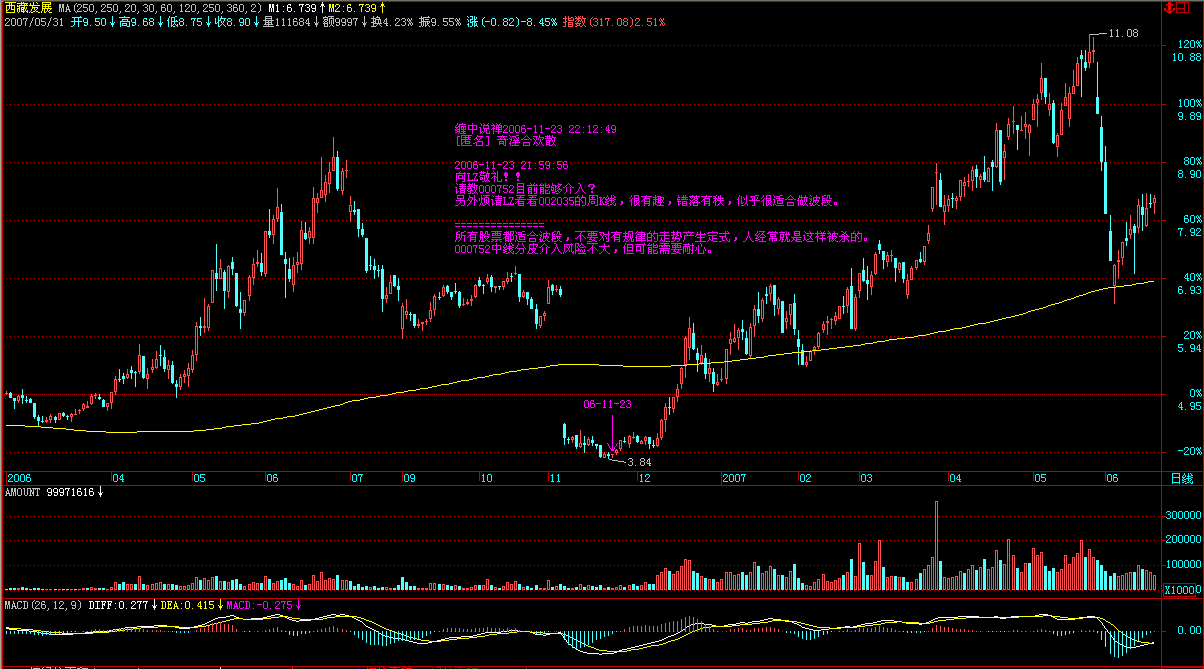 西藏发展 MA(250,250,20,30,60,120,250,360,2) M1:6.739↑M2:6.739↑
2007/05/31 开9.50↓高9.68↓低8.75↓收8.90↓量111684↓额9997↓换4.23% 振9.55% 涨(-0.82)-8.45% 指数(317.08)2.51%
11.08
120%
10.88
100%
9.89
缠中说禅2006-11-23 22:12:49
[匿名] 奇淫合欢散
2006-11-23 21:59:56
向LZ敬礼！！
请教000752目前能够介入？
另外烦请LZ看看002035的周K线，很有趣，错落有秩，似乎很适合做波段。
===============
所有股票都适合波段，不要对有规律的走势产生定式，人经常就是这样被杀的。
000752中线分皮介入风险不大，但可能需要耐心。
80%
8.90
60%
7.92
40%
6.93
20%
5.94
0%
4.95
06-11-23
-20%
3.84
2006 04 05 06 07 09 10 11 12 2007 02 03 04 05 06 日线
AMOUNT 99971616↓
300000
200000
100000
X10000
MACD(26,12,9) DIFF:0.277↓DEA:0.415↓MACD:-0.275↓
0.00